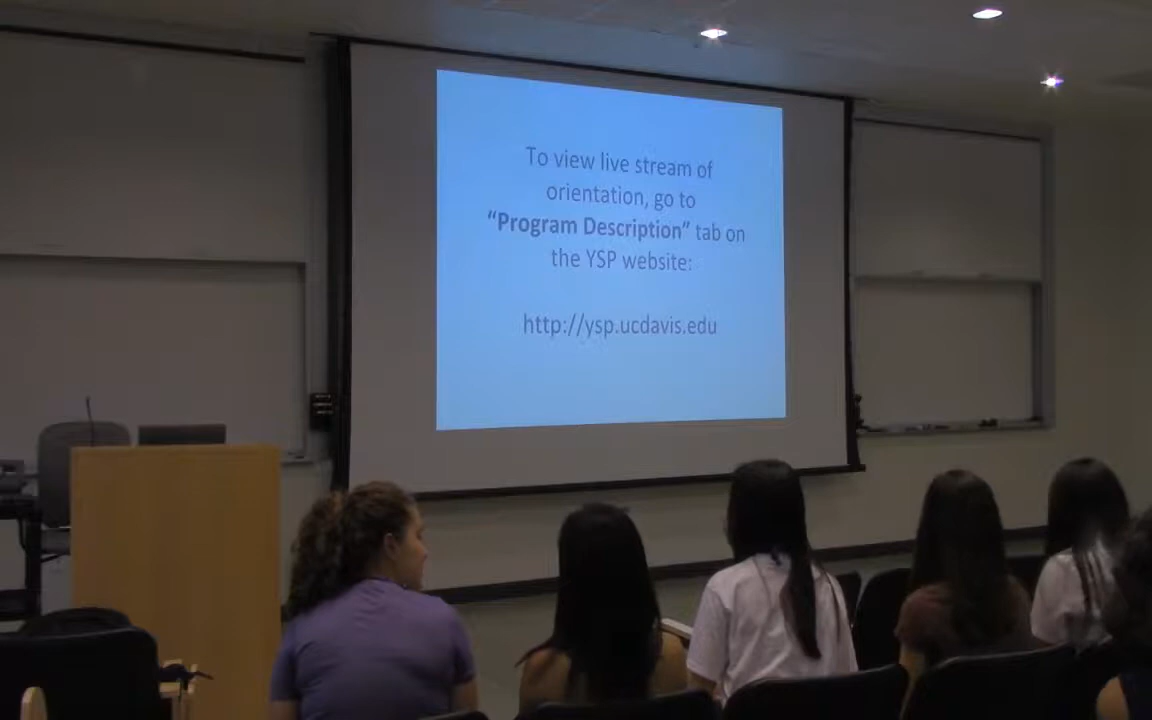 To view live stream of
orientation, go to
“Program Description” tab on
the YSP website:
http://ysp.ucdavis.edu